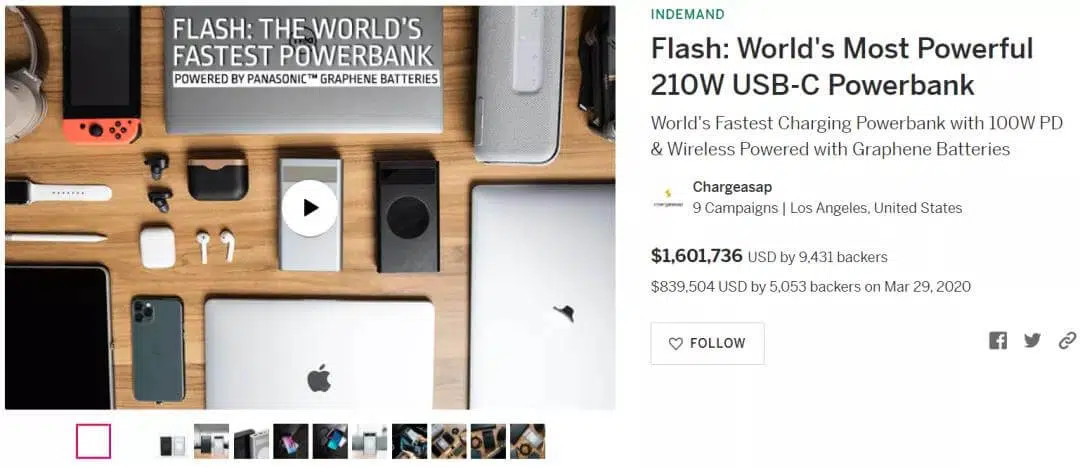 FLASH: THE WORLD'S
FASTEST POWERBANK
POWERED BY PANASONIC™ GRAPHENE BATTERIES
INDEMAND
Flash: World's Most Powerful
210W USB-C Powerbank
World's Fastest Charging Powerbank with 100W PD
& Wireless Powered with Graphene Batteries
Chargeasap
9 Campaigns | Los Angeles, United States
$1,601,736 USD by 9,431 backers
$839,504 USD by 5,053 backers on Mar 29, 2020
FOLLOW